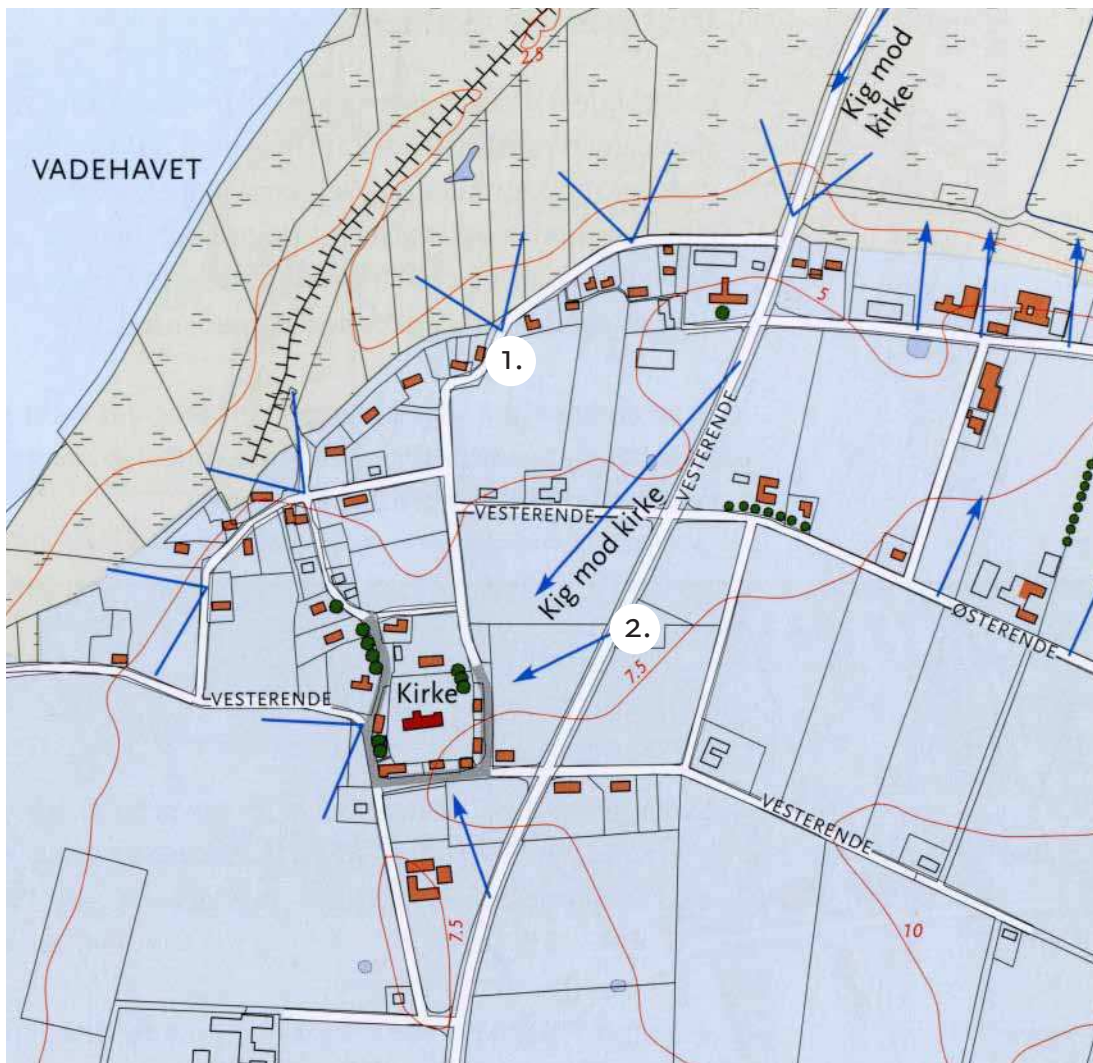 2.5
Kig mod
kirke
VADEHAVET
5
1.
VESTERENDE
VESTERENDE
Kig mod kirke
2.
ØSTERENDE
7.5
VESTERENDE
Kirke
VESTERENDE
7.5
10